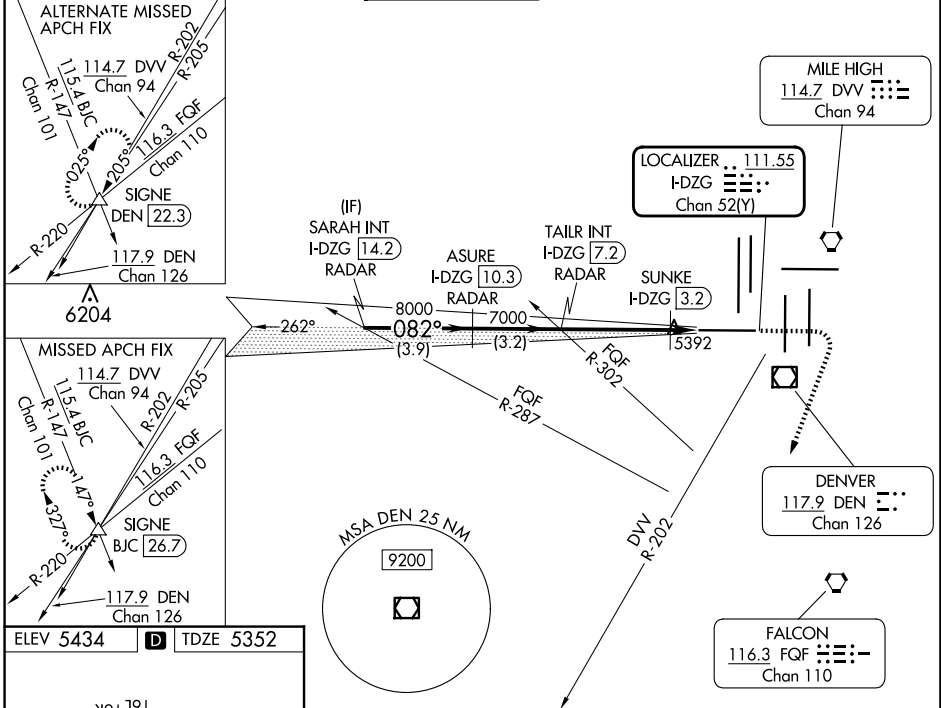 ALTERNATE MISSED
APCH FIX
R-202
R-205
114.7 DVV
Chan 94
115.4 BJC
R-147
Chan 101
116.3 FQF
Chan 110
025°
205°
SIGNE
DEN 22.3
R-220
117.9 DEN
Chan 126
6204
MISSED APCH FIX
114.7 DVV
Chan 94
R-202
R-205
115.4 BJC
R-147
Chan 101
116.3 FQF
Chan 110
147°
327°
SIGNE
BJC 26.7
R-220
117.9 DEN
Chan 126
ELEV 5434 D TDZE 5352
MILE HIGH
114.7 DVV
Chan 94
LOCALIZER 111.55
I-DZG
Chan 52(Y)
(IF)
SARAH INT
I-DZG 14.2
RADAR
ASURE
I-DZG 10.3
RADAR
TAILR INT
I-DZG 7.2
RADAR
SUNKE
I-DZG 3.2
262°
8000
082°
(3.9)
7000
(3.2)
5392
FQF
R-302
FQF
R-287
DVV
R-202
DENVER
117.9 DEN
Chan 126
MSA DEN 25 NM
9200
FALCON
116.3 FQF
Chan 110